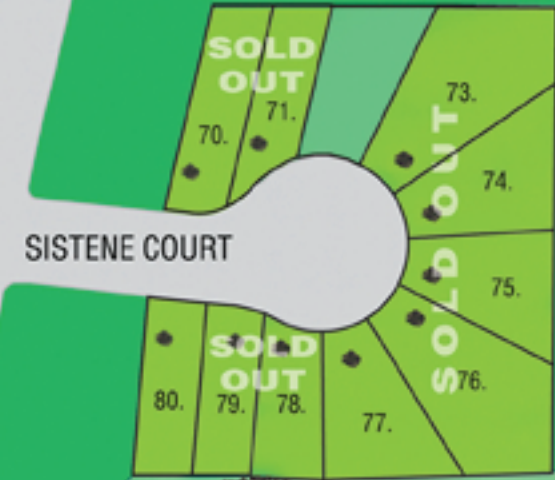 SOLD
OUT
70.
71.
73.
74.
SOLD OUT
75.
SISTENE COURT
76.
SOLD
OUT
80.
79.
78.
77.